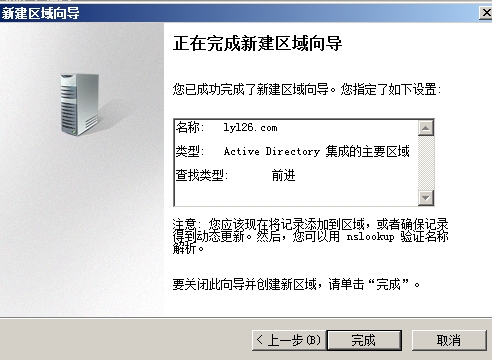 新建区域向导
正在完成新建区域向导
您已成功完成了新建区域向导。您指定了如下设置:
名称: lyl26.com
类型: Active Directory 集成的主要区域
查找类型: 前进
注意: 您应该现在将记录添加到区域，或者确保记录
得到动态更新。然后，您可以用 nslookup 验证名称
解析。
要关闭此向导并创建新区域，请单击“完成”。
< 上一步(B)
完成
取消